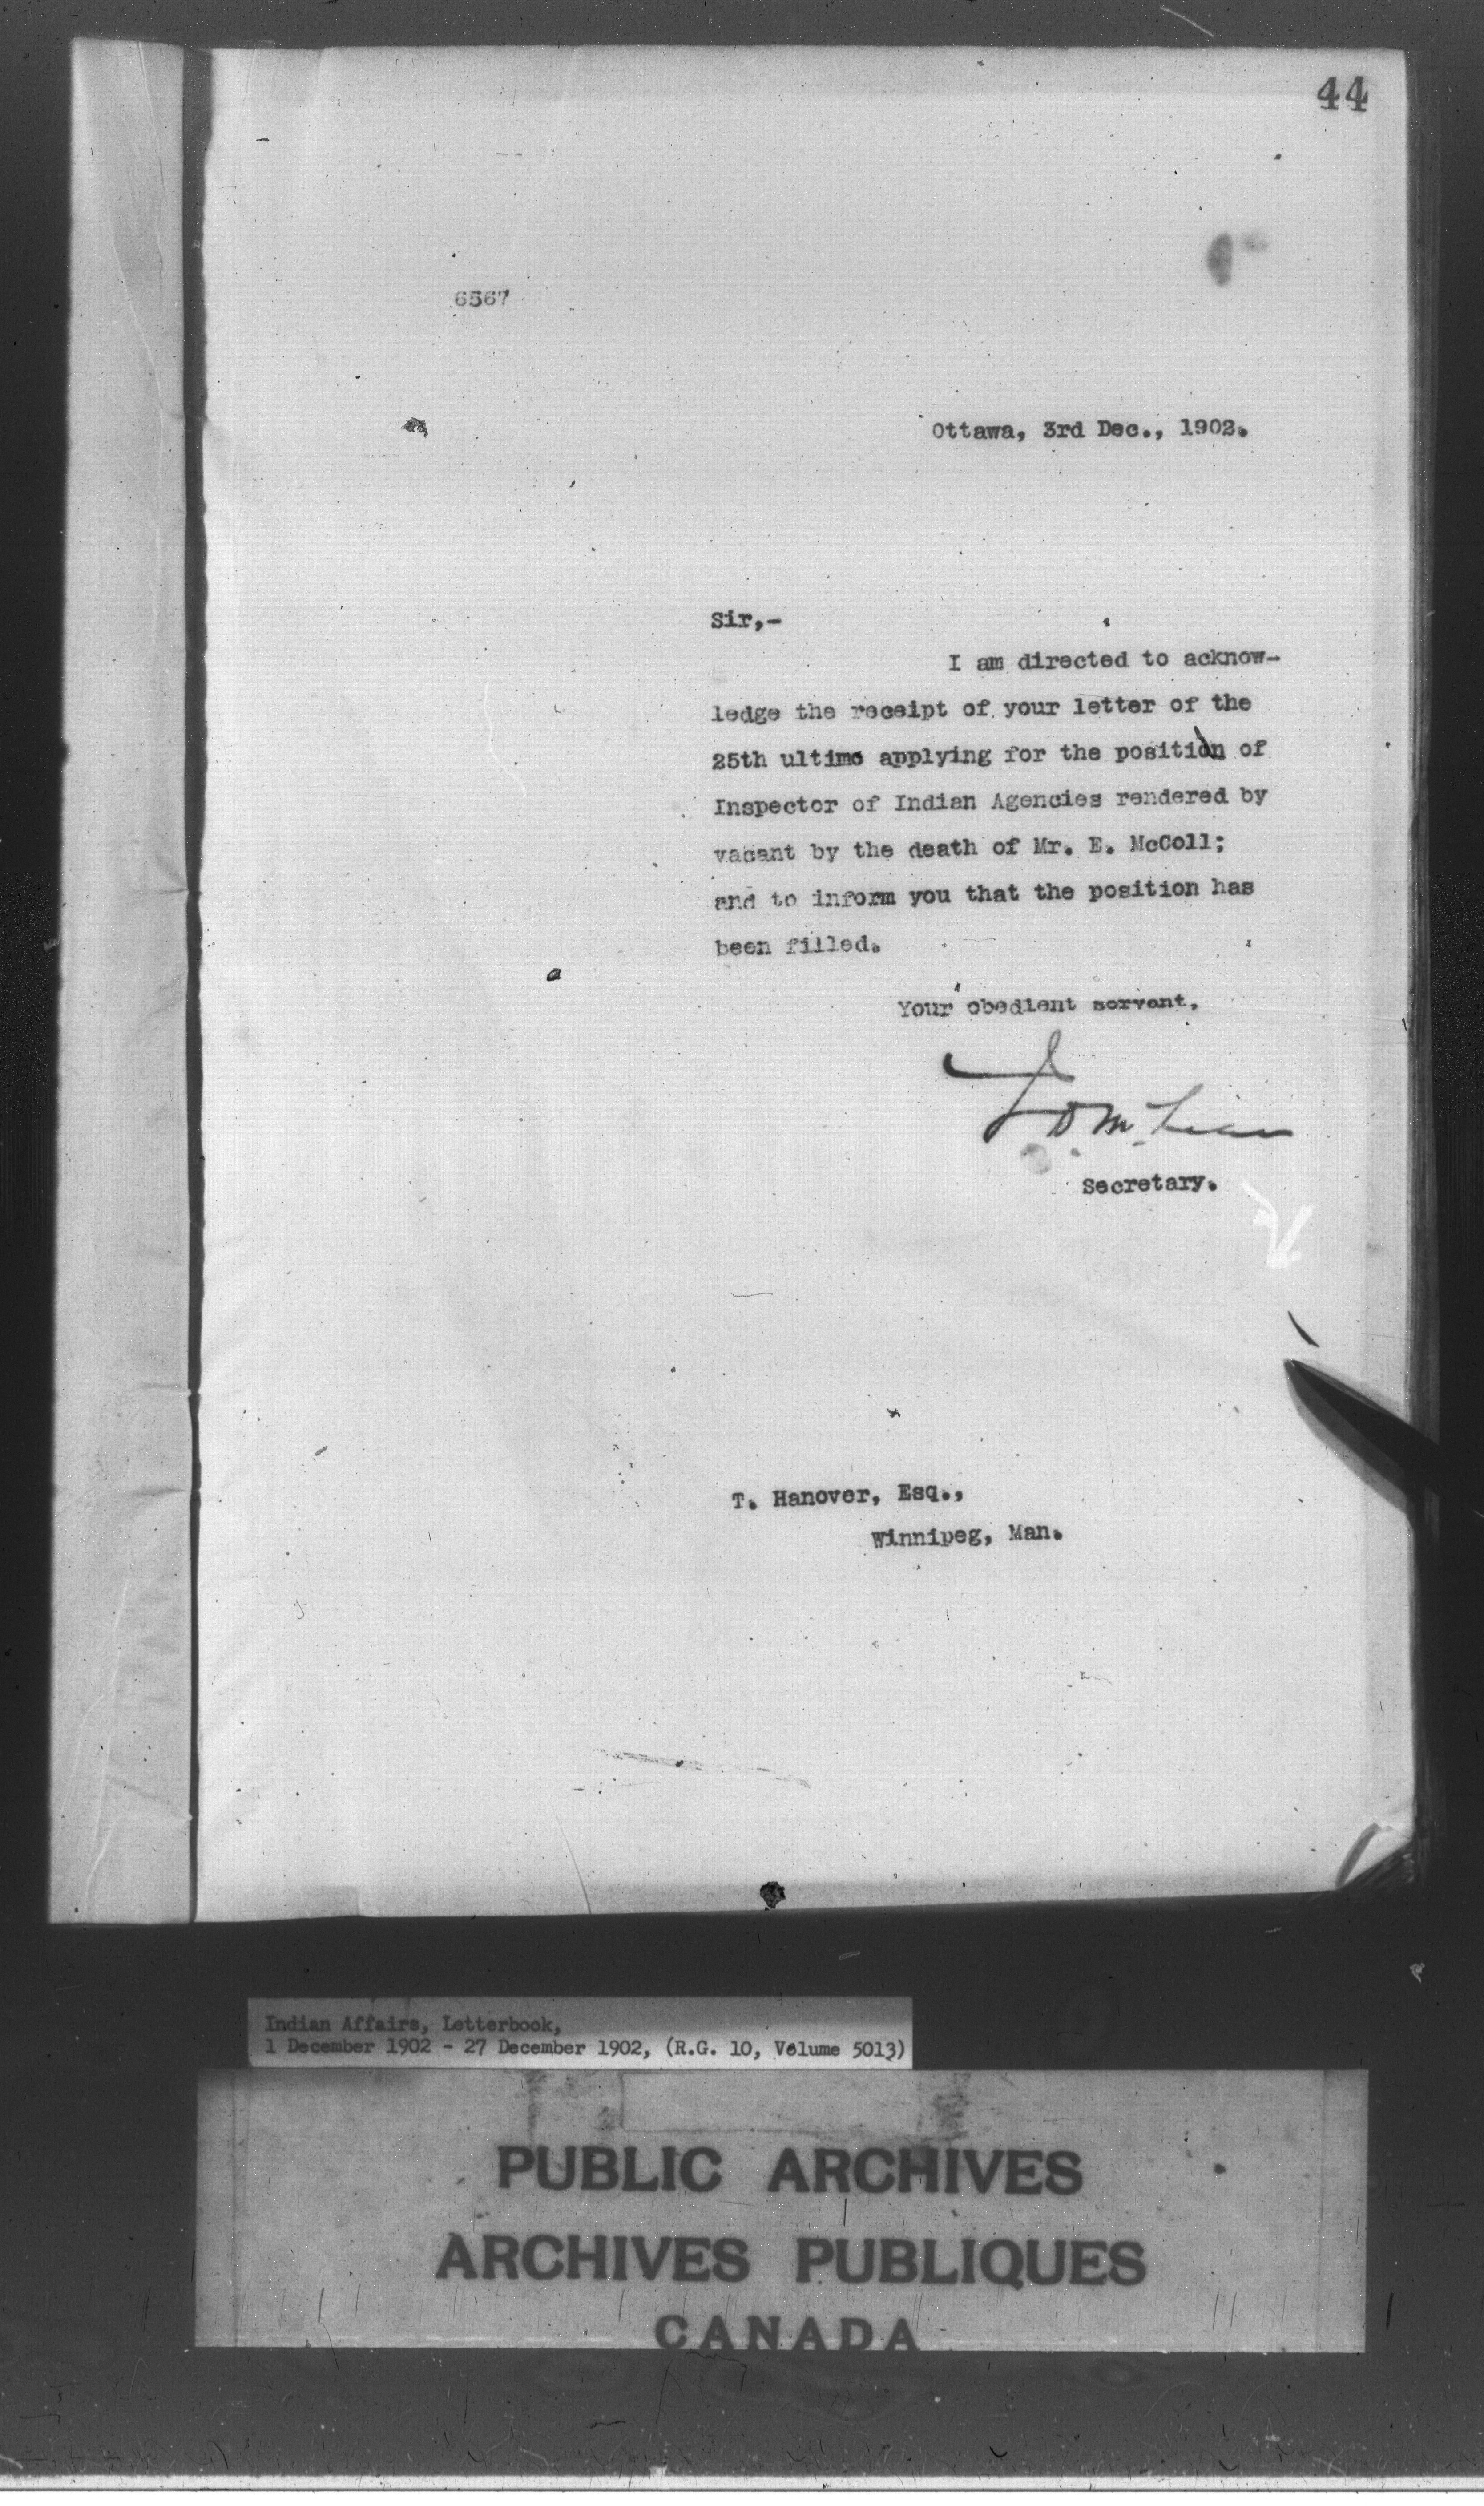 44
6567
Ottawa, 3rd Dec., 1902.
Sir,-
I am directed to acknow-
ledge the receipt of your letter of the
25th ultimo applying for the position of
Inspector of Indian Agencies rendered by
vacant by the death of Mr. E. McColl;
and to inform you that the position has
been filled.
Your obedient servant,
J. D. McLean
Secretary.
T. Hanover, Esq.,
Winnipeg, Man.
Indian Affairs, Letterbook,
1 December 1902 - 27 December 1902, (R.G. 10, Volume 5013)
PUBLIC ARCHIVES
ARCHIVES PUBLIQUES
CANADA